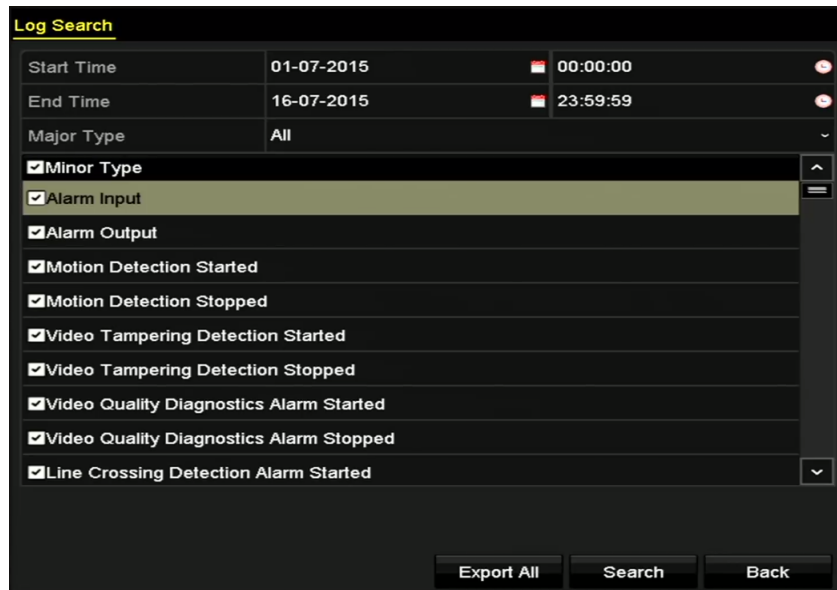 Log Search
Start Time 01-07-2015 00:00:00
End Time 16-07-2015 23:59:59
Major Type All
Minor Type
Alarm Input
Alarm Output
Motion Detection Started
Motion Detection Stopped
Video Tampering Detection Started
Video Tampering Detection Stopped
Video Quality Diagnostics Alarm Started
Video Quality Diagnostics Alarm Stopped
Line Crossing Detection Alarm Started
Export All Search Back